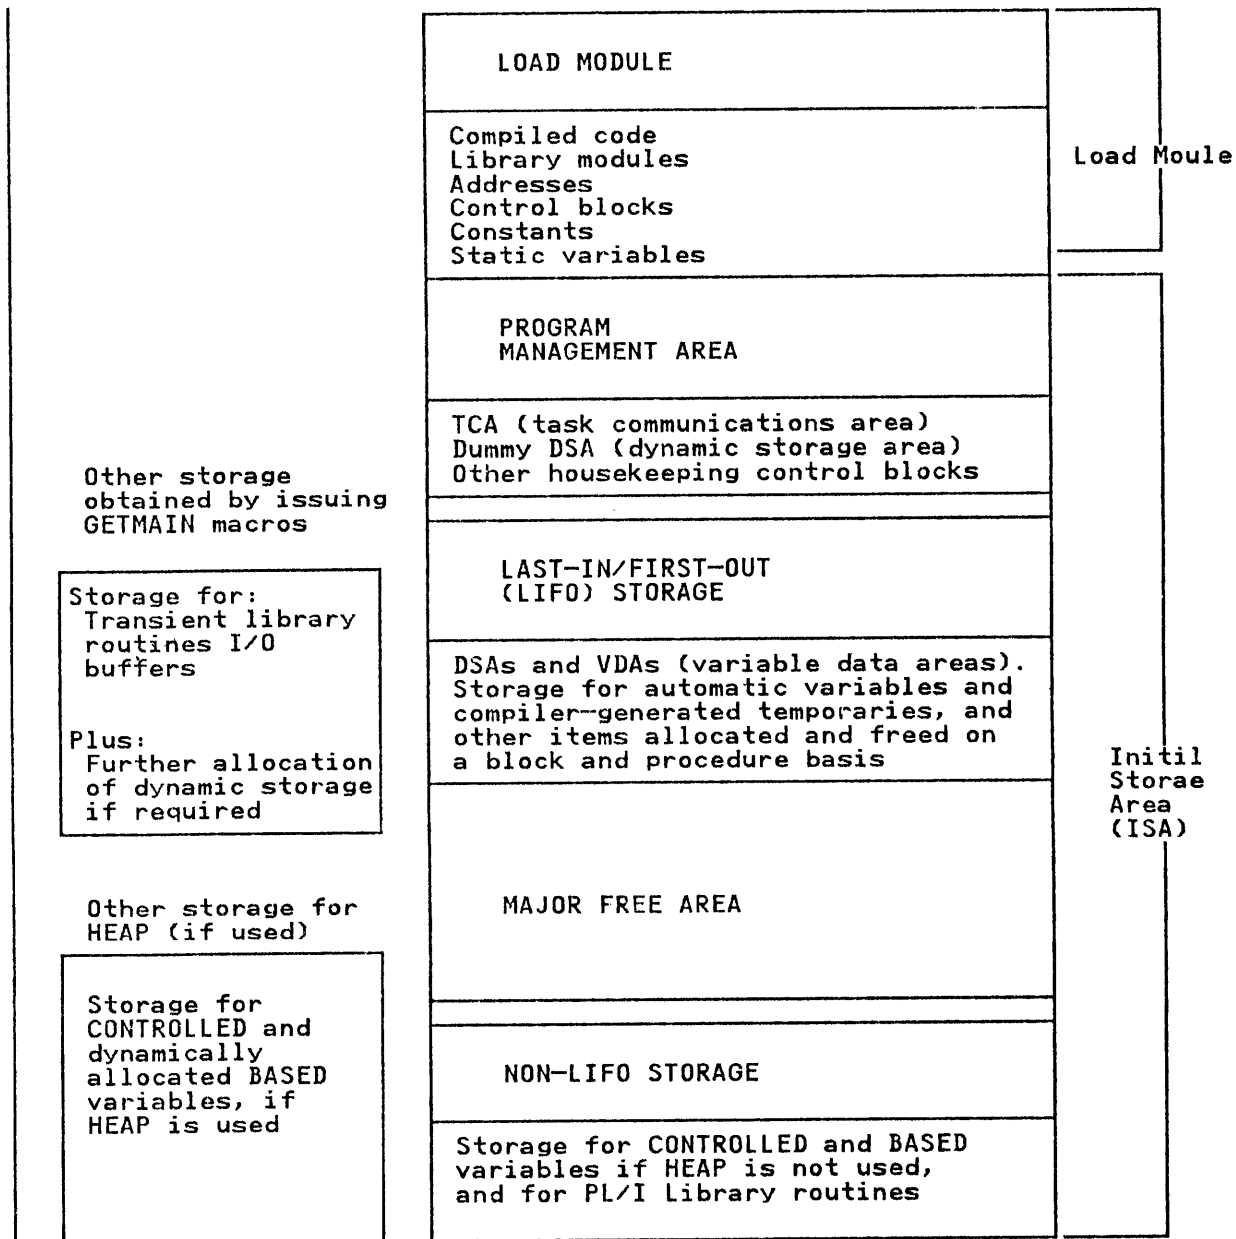 LOAD MODULE
Compiled code
Library modules
Addresses
Control blocks
Constants
Static variables
Load Moule
PROGRAM
MANAGEMENT AREA
TCA (task communications area)
Dummy DSA (dynamic storage area)
Other housekeeping control blocks
Other storage
obtained by issuing
GETMAIN macros
Storage for:
Transient library
routines I/O
buffers
Plus:
Further allocation
of dynamic storage
if required
LAST-IN/FIRST-OUT
(LIFO) STORAGE
DSAs and VDAs (variable data areas).
Storage for automatic variables and
compiler-generated temporaries, and
other items allocated and freed on
a block and procedure basis
Initil
Storae
Area
(ISA)
MAJOR FREE AREA
Other storage for
HEAP (if used)
Storage for
CONTROLLED and
dynamically
allocated BASED
variables, if
HEAP is used
NON-LIFO STORAGE
Storage for CONTROLLED and BASED
variables if HEAP is not used,
and for PL/I Library routines